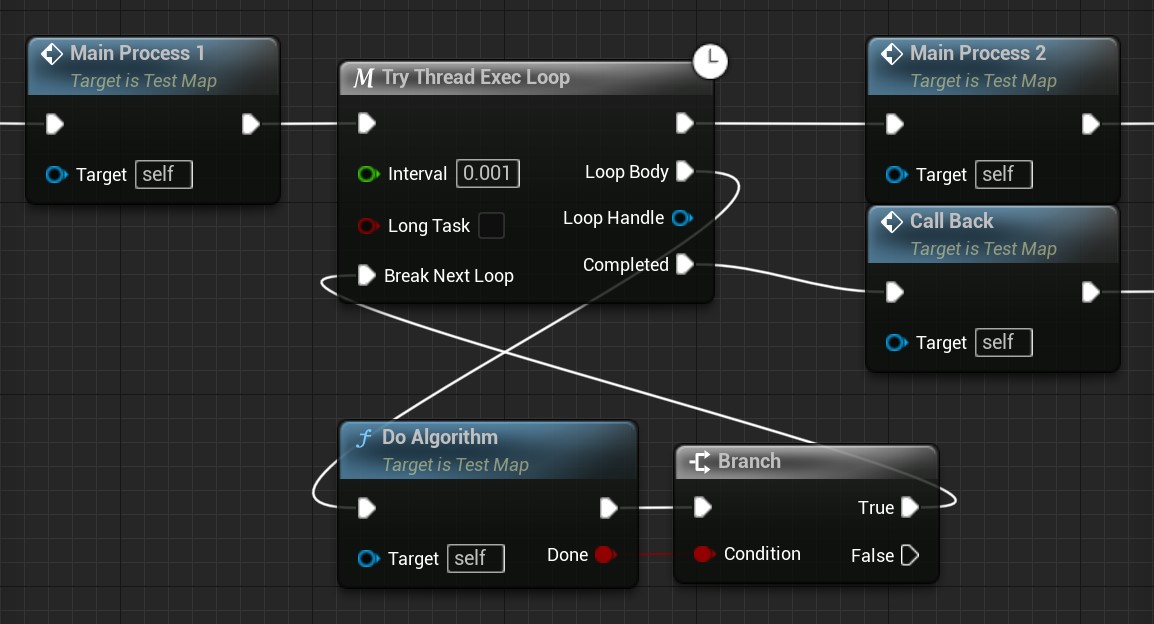 Main Process 1
Target is Test Map
Target self
M Try Thread Exec Loop
Interval 0.001
Loop Body
Loop Handle
Long Task
Completed
Break Next Loop
Main Process 2
Target is Test Map
Target self
Call Back
Target is Test Map
Target self
f Do Algorithm
Target is Test Map
Target self
Done
Branch
True
Condition
False